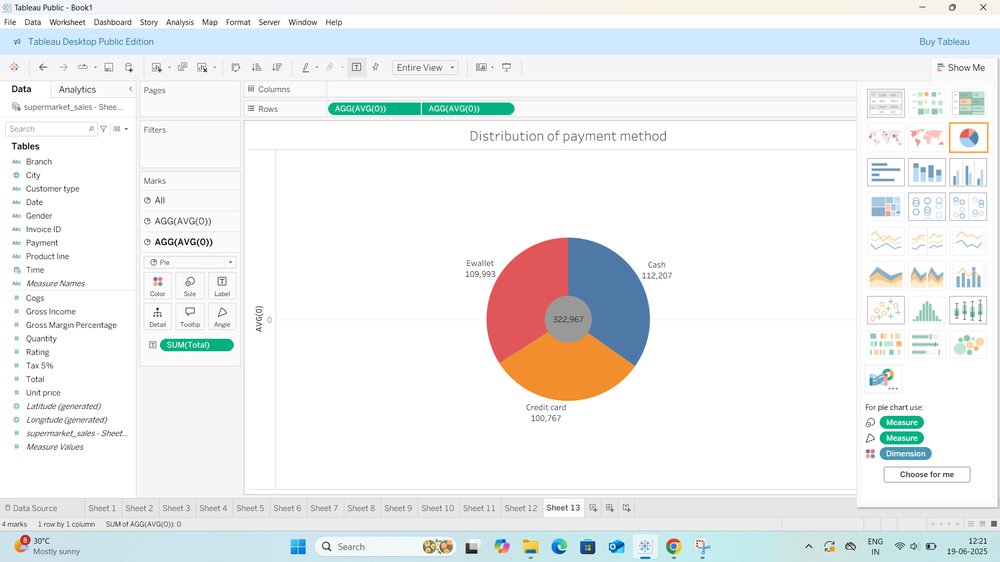 Tableau Public - Book1
File Data Worksheet Dashboard Story Analysis Map Format Server Window Help
Tableau Desktop Public Edition
Buy Tableau
Entire View
Show Me
Data
Analytics
supermarket_sales - Shee...
Search
Tables
Abc Branch
City
Abc Customer type
Abc Date
Abc Gender
Abc Invoice ID
Abc Payment
Abc Product line
Time
Abc Measure Names
Cogs
Gross Income
Gross Margin Percentage
Quantity
Rating
Tax 5%
Total
Unit price
Latitude (generated)
Longitude (generated)
supermarket_sales - Sheet...
Measure Values
Pages
Filters
Marks
All
AGG(AVG(0))
AGG(AVG(0))
Pie
Color Size Label
Detail Tooltip Angle
SUM(Total)
Columns
Rows
AGG(AVG(0)) AGG(AVG(0))
Distribution of payment method
AVG(0)
0
Ewallet
109,993
Cash
112,207
322,967
Credit card
100,767
For pie chart use:
Measure
Measure
Dimension
Choose for me
Data Source Sheet 1 Sheet 2 Sheet 3 Sheet 4 Sheet 5 Sheet 6 Sheet 7 Sheet 8 Sheet 9 Sheet 10 Sheet 11 Sheet 12 Sheet 13
4 marks 1 row by 1 column SUM of AGG(AVG(0)): 0
8
30°C
Mostly sunny
Search
ENG
IN
12:21
19-06-2025